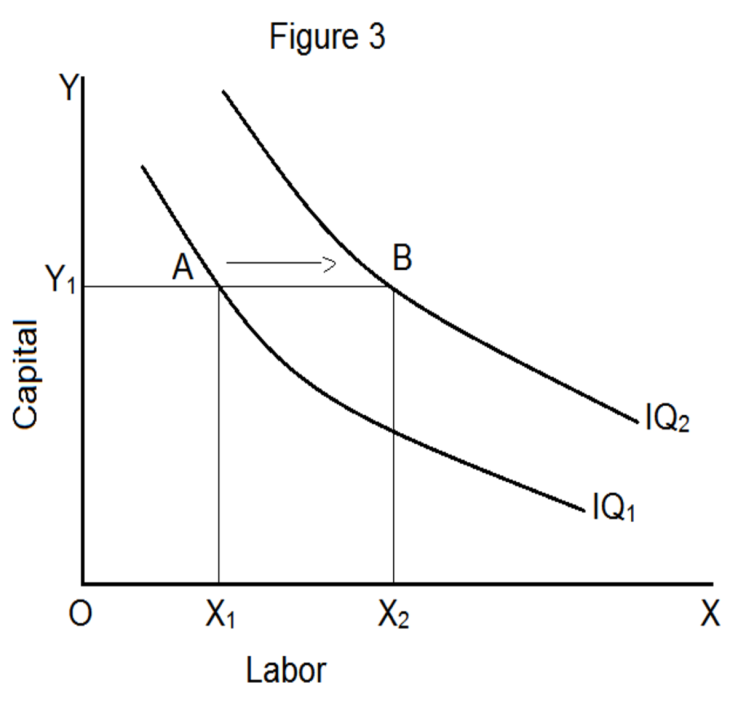 Figure 3
Y
A
B
Y₁
Capital
IQ₂
IQ₁
O
X₁
X₂
X
Labor